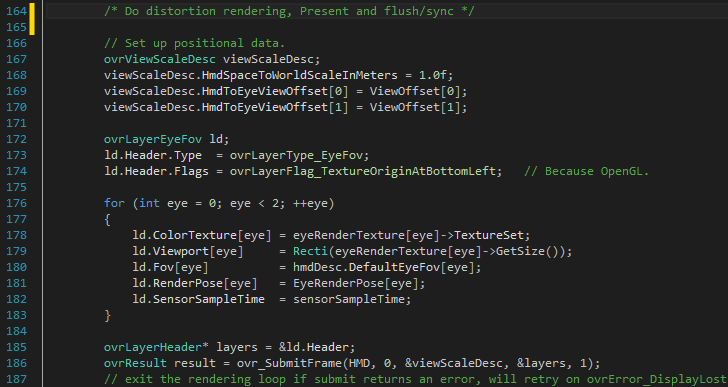 164 /* Do distortion rendering, Present and flush/sync */
165
166 // Set up positional data.
167 ovrViewScaleDesc viewScaleDesc;
168 viewScaleDesc.HmdSpaceToWorldScaleInMeters = 1.0f;
169 viewScaleDesc.HmdToEyeViewOffset[0] = ViewOffset[0];
170 viewScaleDesc.HmdToEyeViewOffset[1] = ViewOffset[1];
171
172 ovrLayerEyeFov ld;
173 ld.Header.Type  = ovrLayerType_EyeFov;
174 ld.Header.Flags = ovrLayerFlag_TextureOriginAtBottomLeft;   // Because OpenGL.
175
176 for (int eye = 0; eye < 2; ++eye)
177 {
178     ld.ColorTexture[eye] = eyeRenderTexture[eye]->TextureSet;
179     ld.Viewport[eye]     = Recti(eyeRenderTexture[eye]->GetSize());
180     ld.Fov[eye]          = hmdDesc.DefaultEyeFov[eye];
181     ld.RenderPose[eye]   = EyeRenderPose[eye];
182     ld.SensorSampleTime  = sensorSampleTime;
183 }
184
185 ovrLayerHeader* layers = &ld.Header;
186 ovrResult result = ovr_SubmitFrame(HMD, 0, &viewScaleDesc, &layers, 1);
187 // exit the rendering loop if submit returns an error, will retry on ovrError_DisplayLost